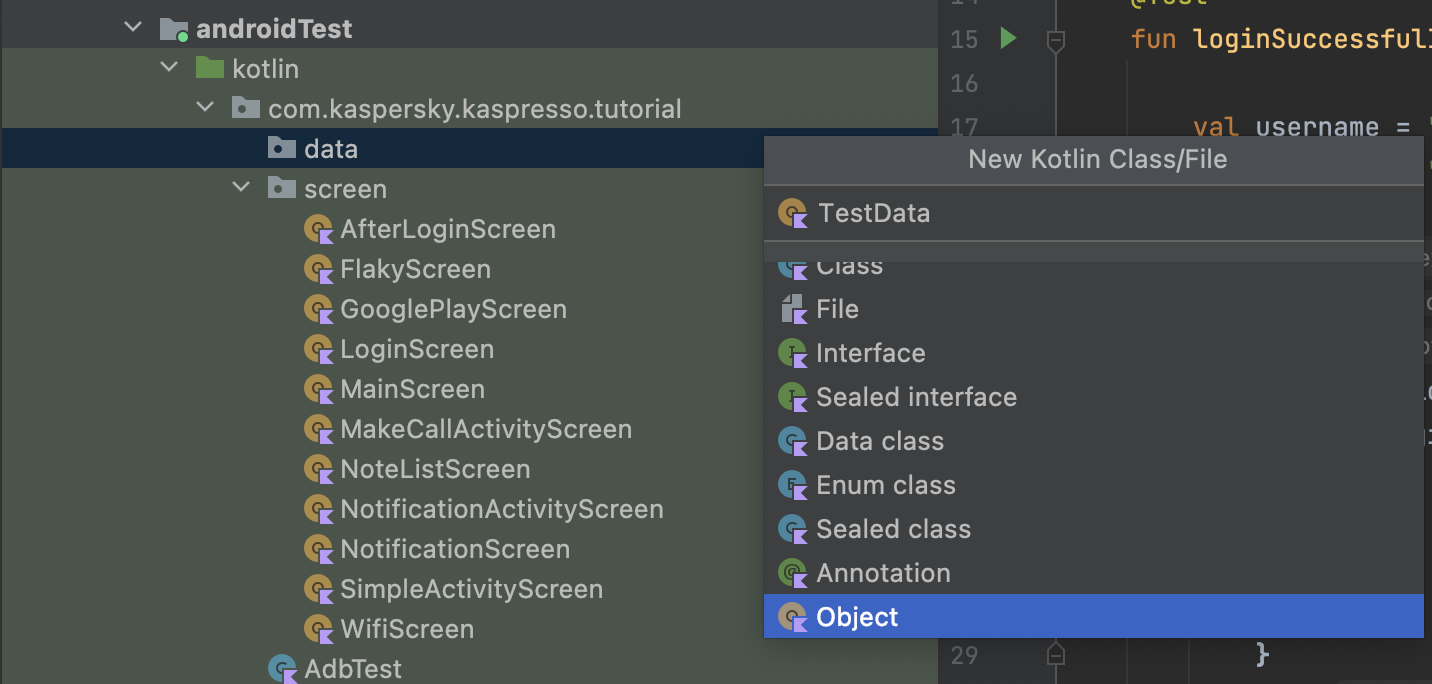 androidTest
kotlin
com.kaspersky.kaspresso.tutorial
data
screen
AfterLoginScreen
FlakyScreen
GooglePlayScreen
LoginScreen
MainScreen
MakeCallActivityScreen
NoteListScreen
NotificationActivityScreen
NotificationScreen
SimpleActivityScreen
WifiScreen
AdbTest
14 @Test
15 fun loginSuccessful
16
17 val username = "
New Kotlin Class/File
TestData
Class
File
Interface
Sealed interface
Data class
Enum class
Sealed class
Annotation
Object
29 }